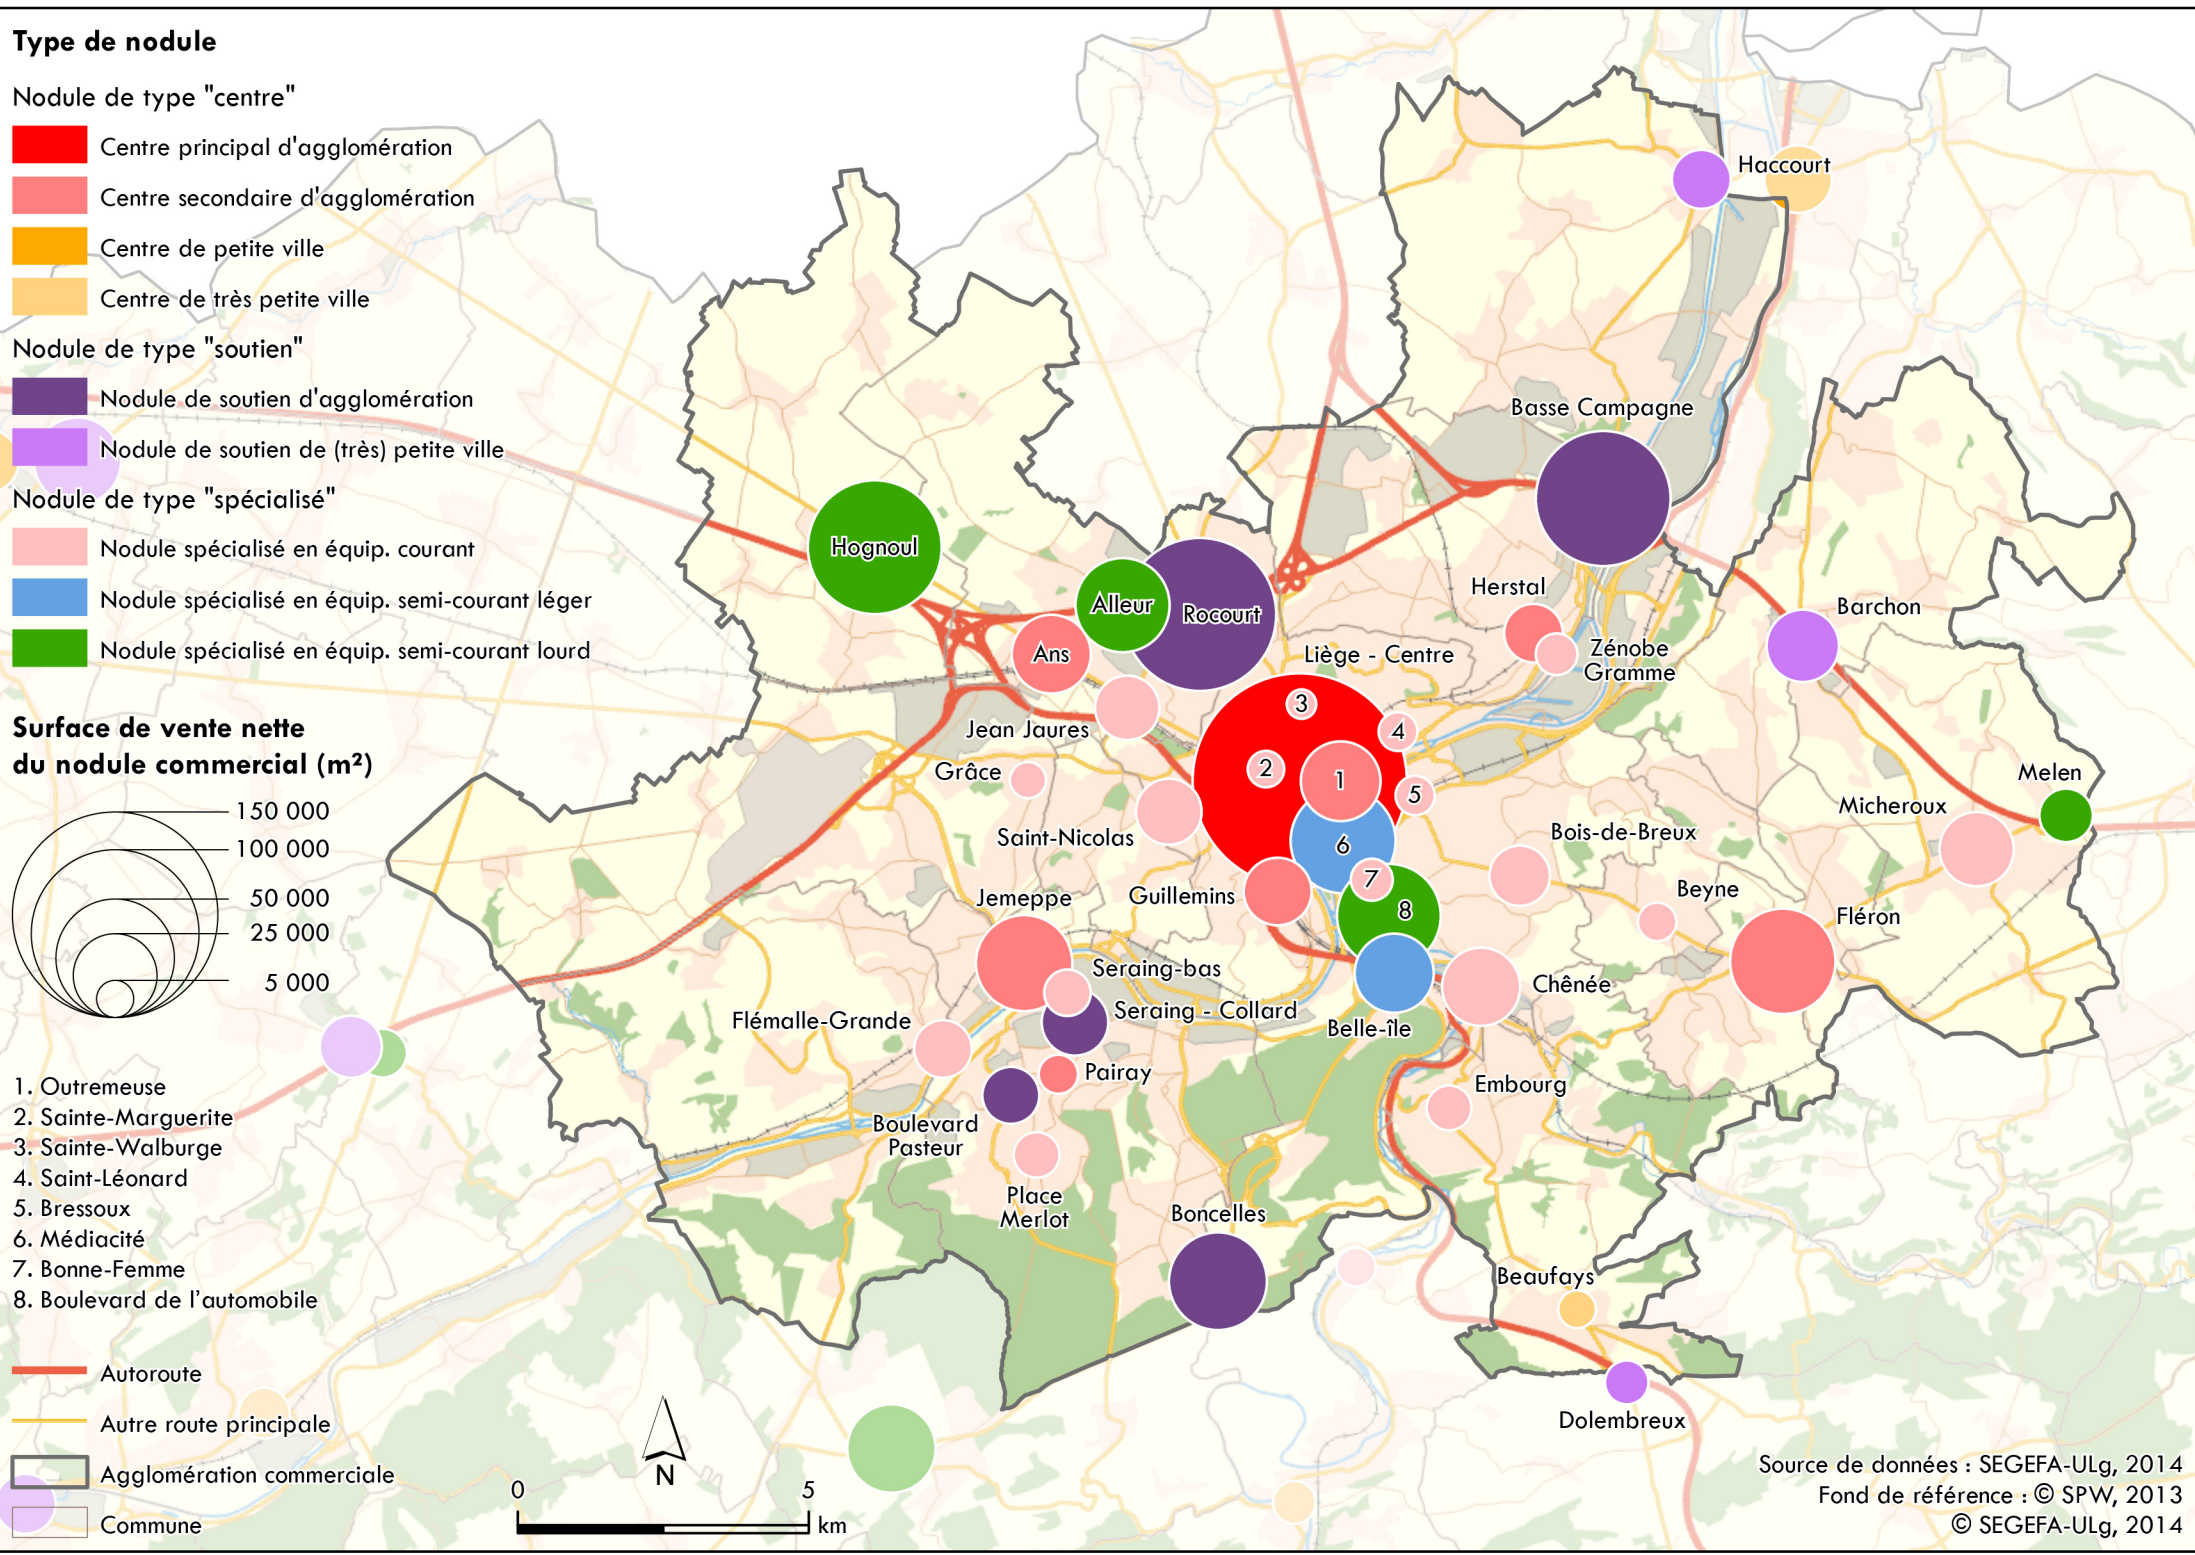 Type de nodule
Nodule de type "centre"
Centre principal d'agglomération
Centre secondaire d'agglomération
Centre de petite ville
Centre de très petite ville
Nodule de type "soutien"
Nodule de soutien d'agglomération
Nodule de soutien de (très) petite ville
Nodule de type "spécialisé"
Nodule spécialisé en équip. courant
Nodule spécialisé en équip. semi-courant léger
Nodule spécialisé en équip. semi-courant lourd
Surface de vente nette
du nodule commercial (m²)
150 000
100 000
50 000
25 000
5 000
1. Outremeuse
2. Sainte-Marguerite
3. Sainte-Walburge
4. Saint-Léonard
5. Bressoux
6. Médiacité
7. Bonne-Femme
8. Boulevard de l'automobile
Autoroute
Autre route principale
Agglomération commerciale
Commune
0
5
km
N
Haccourt
Basse Campagne
Hognoul
Alleur
Rocourt
Ans
Herstal
Zénobe
Gramme
Barchon
Liège - Centre
Jean Jaures
3
4
2
1
5
6
7
8
Grâce
Saint-Nicolas
Melen
Micheroux
Bois-de-Breux
Beyne
Fléron
Guillemins
Jemeppe
Seraing-bas
Seraing - Collard
Chênée
Belle-île
Flémalle-Grande
Pairay
Embourg
Boulevard
Pasteur
Place
Merlot
Boncelles
Beaufays
Dolembreux
Source de données : SEGEFA-ULg, 2014
Fond de référence : © SPW, 2013
© SEGEFA-ULg, 2014